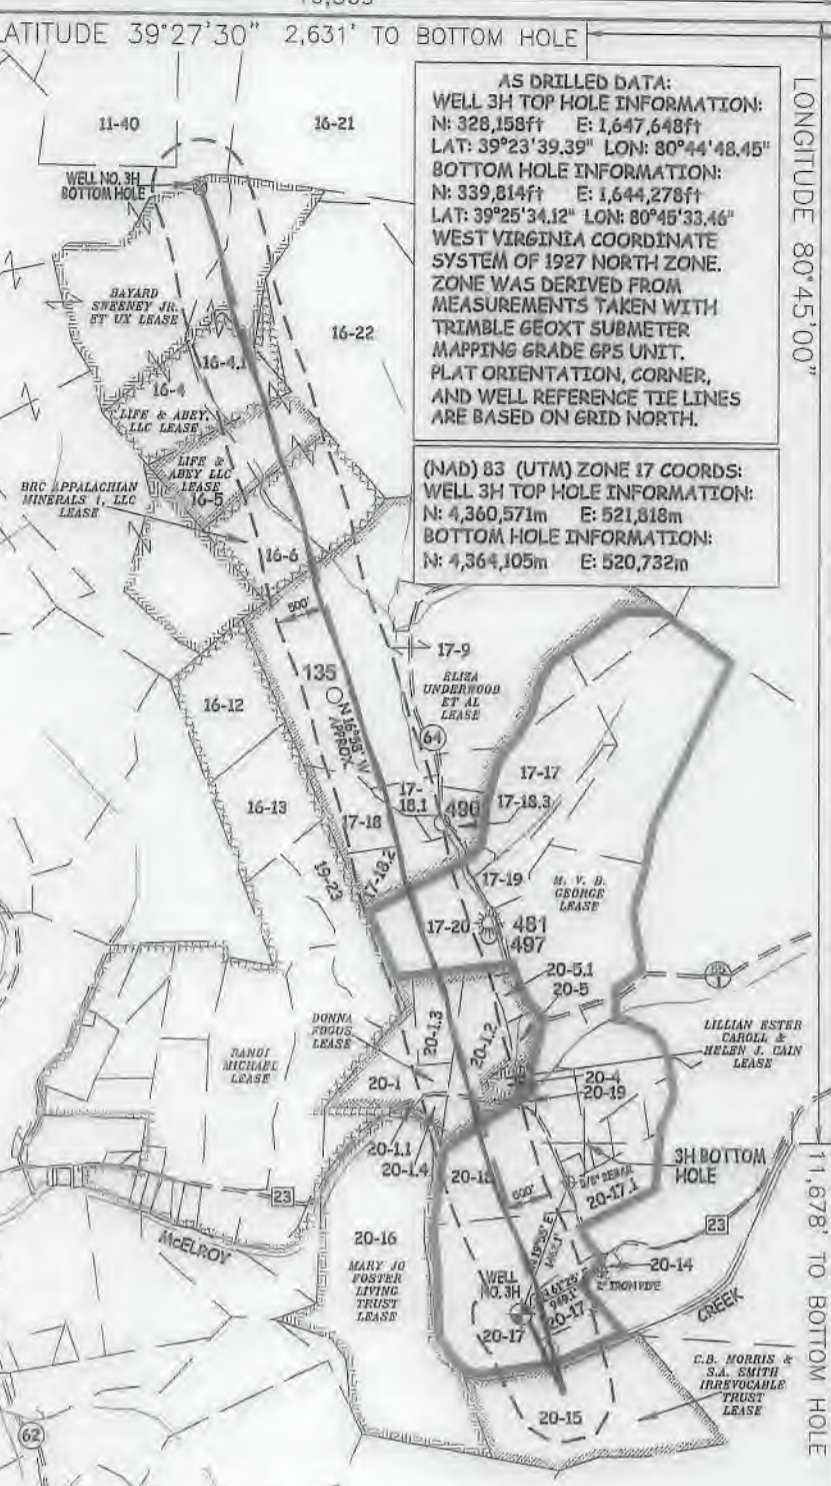 LATITUDE 39°27'30" 2,631' TO BOTTOM HOLE
LONGITUDE 80°45'00"
11,678' TO BOTTOM HOLE
AS DRILLED DATA:
WELL 3H TOP HOLE INFORMATION:
N: 328,158ft E: 1,647,648ft
LAT: 39°23'39.39" LON: 80°44'48.45"
BOTTOM HOLE INFORMATION:
N: 339,814ft E: 1,644,278ft
LAT: 39°25'34.12" LON: 80°45'33.46"
WEST VIRGINIA COORDINATE
SYSTEM OF 1927 NORTH ZONE.
ZONE WAS DERIVED FROM
MEASUREMENTS TAKEN WITH
TRIMBLE GEOXT SUBMETER
MAPPING GRADE GPS UNIT.
PLAT ORIENTATION, CORNER,
AND WELL REFERENCE TIE LINES
ARE BASED ON GRID NORTH.
(NAD) 83 (UTM) ZONE 17 COORDS:
WELL 3H TOP HOLE INFORMATION:
N: 4,360,571m E: 521,818m
BOTTOM HOLE INFORMATION:
N: 4,364,105m E: 520,732m
11-40
16-21
WELL NO. 3H
BOTTOM HOLE
BAYARD
SWEENEY JR.
ET UX LEASE
16-22
16-4.1
16-4
LIFE & ABEY,
LLC LEASE
LIFE &
ABEY LLC
LEASE
16-5
BRC APPALACHIAN
MINERALS 1, LLC
LEASE
16-6
500'
17-9
135
ELIZA
UNDERWOOD
ET AL
LEASE
16-12
N 16°58' W
APPROX.
64
17-17
17-
18.1
490
17-18.3
16-13
17-18
17-18.2
19-23
17-19
M. V. B.
GEORGE
LEASE
17-20
481
497
20-5.1
20-5
DONNA
FOGUS
LEASE
20-1.3
20-1.2
LILLIAN ESTER
CAROLL &
HELEN J. CAIN
LEASE
RANDI
MICHAEL
LEASE
20-1
20-4
20-19
20-1.1
20-1.4
3H BOTTOM
HOLE
20-18
5/8" REBAR
20-17.1
23
500'
23
McELROY
20-16
MARY JO
FOSTER
LIVING
TRUST
LEASE
20-14
2" IRON PIPE
WELL
NO. 3H
20-17
20-17
CREEK
C.B. MORRIS &
S.A. SMITH
IRREVOCABLE
TRUST
LEASE
20-15
62